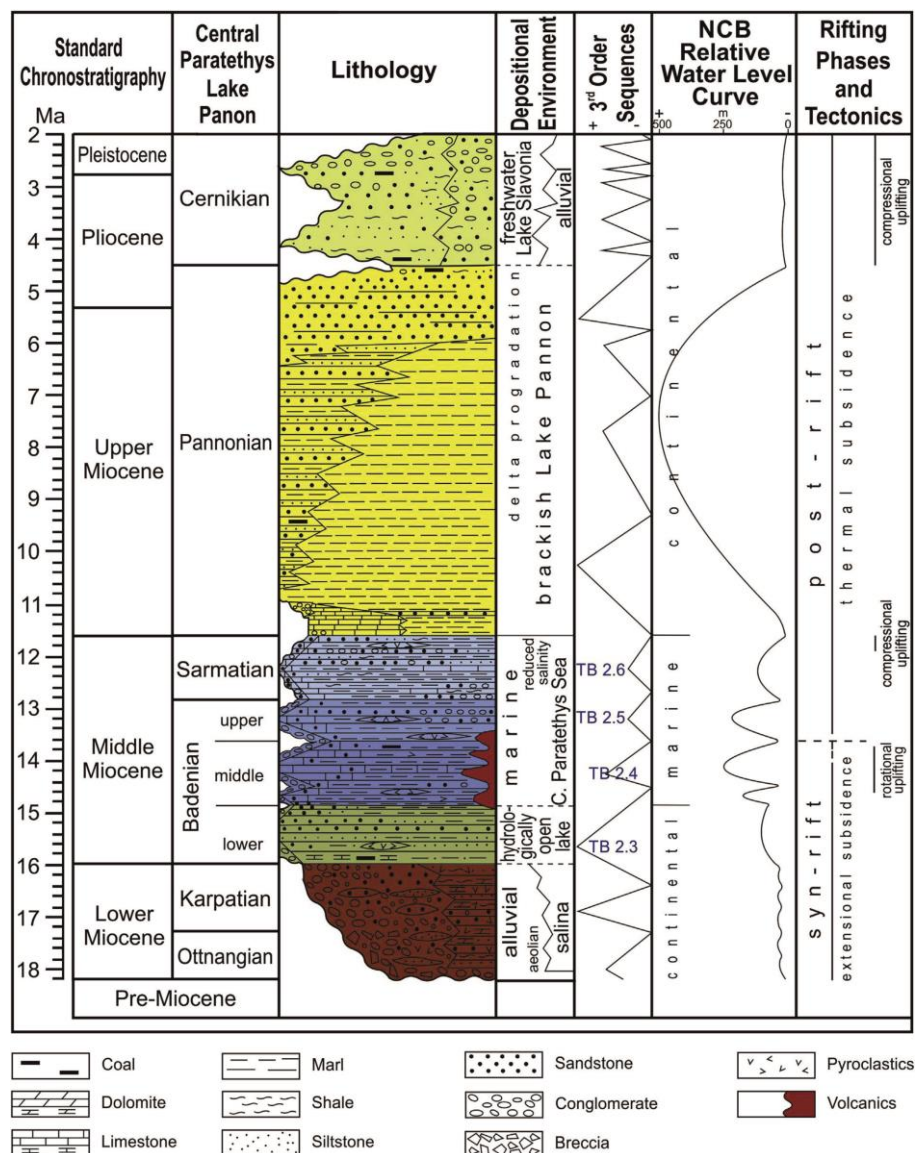 Standard
Chronostratigraphy
Central
Paratethys
Lake
Panon
Lithology
Depositional
Environment
+ 3rd Order -
Sequences
NCB
Relative
Water Level
Curve
+ m -
500 250 0
Rifting
Phases
and
Tectonics
Ma
2
3
4
5
6
7
8
9
10
11
12
13
14
15
16
17
18
Pleistocene
Pliocene
Upper
Miocene
Middle
Miocene
Lower
Miocene
Pre-Miocene
Cernikian
Pannonian
Sarmatian
Badenian
upper
middle
lower
Karpatian
Ottnangian
freshwater
Lake Slavonia
alluvial
delta progradation
brackish Lake Pannon
marine
reduced
salinity
C. Paratethys Sea
hydrolo-
gically
open
lake
alluvial
aeolian
salina
TB 2.6
TB 2.5
TB 2.4
TB 2.3
continental
marine
continental
post-rift
thermal subsidence
syn-rift
extensional subsidence
compressional
uplifting
compressional
uplifting
rotational
uplifting
Coal
Dolomite
Limestone
Marl
Shale
Siltstone
Sandstone
Conglomerate
Breccia
Pyroclastics
Volcanics